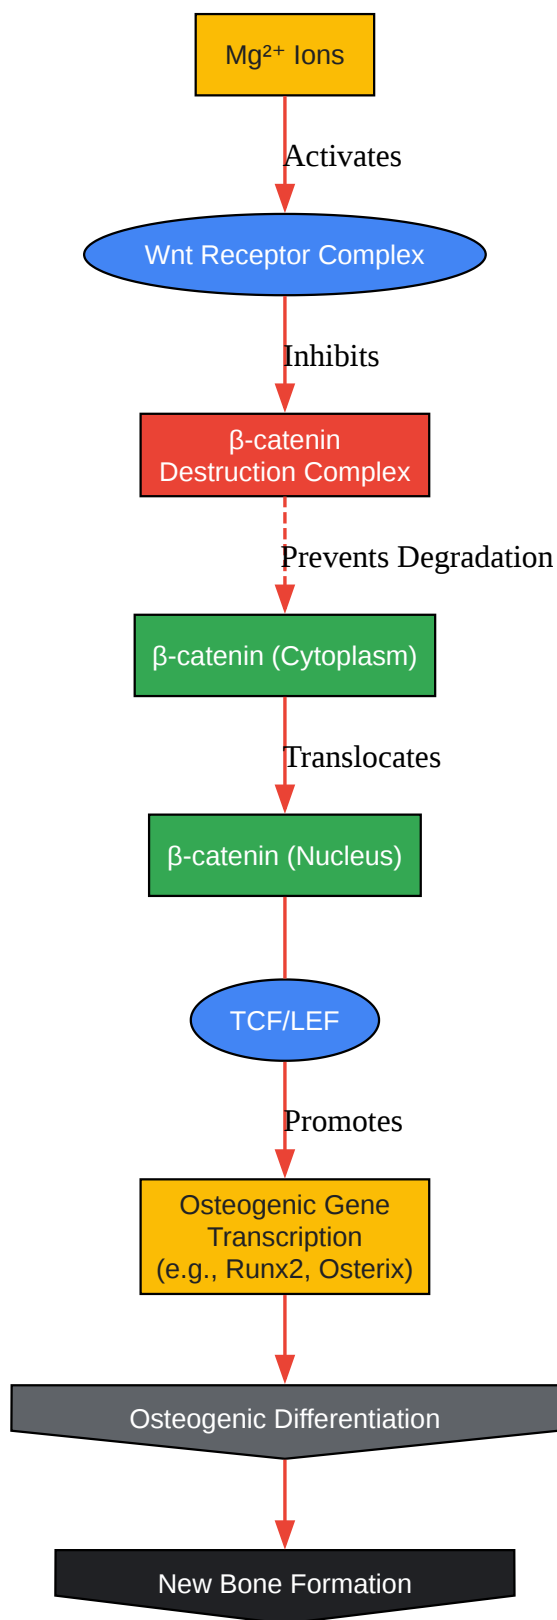 Mg²⁺ Ions
Activates
Wnt Receptor Complex
Inhibits
β-catenin
Destruction Complex
Prevents Degradation
β-catenin (Cytoplasm)
Translocates
β-catenin (Nucleus)
TCF/LEF
Promotes
Osteogenic Gene
Transcription
(e.g., Runx2, Osterix)
Osteogenic Differentiation
New Bone Formation